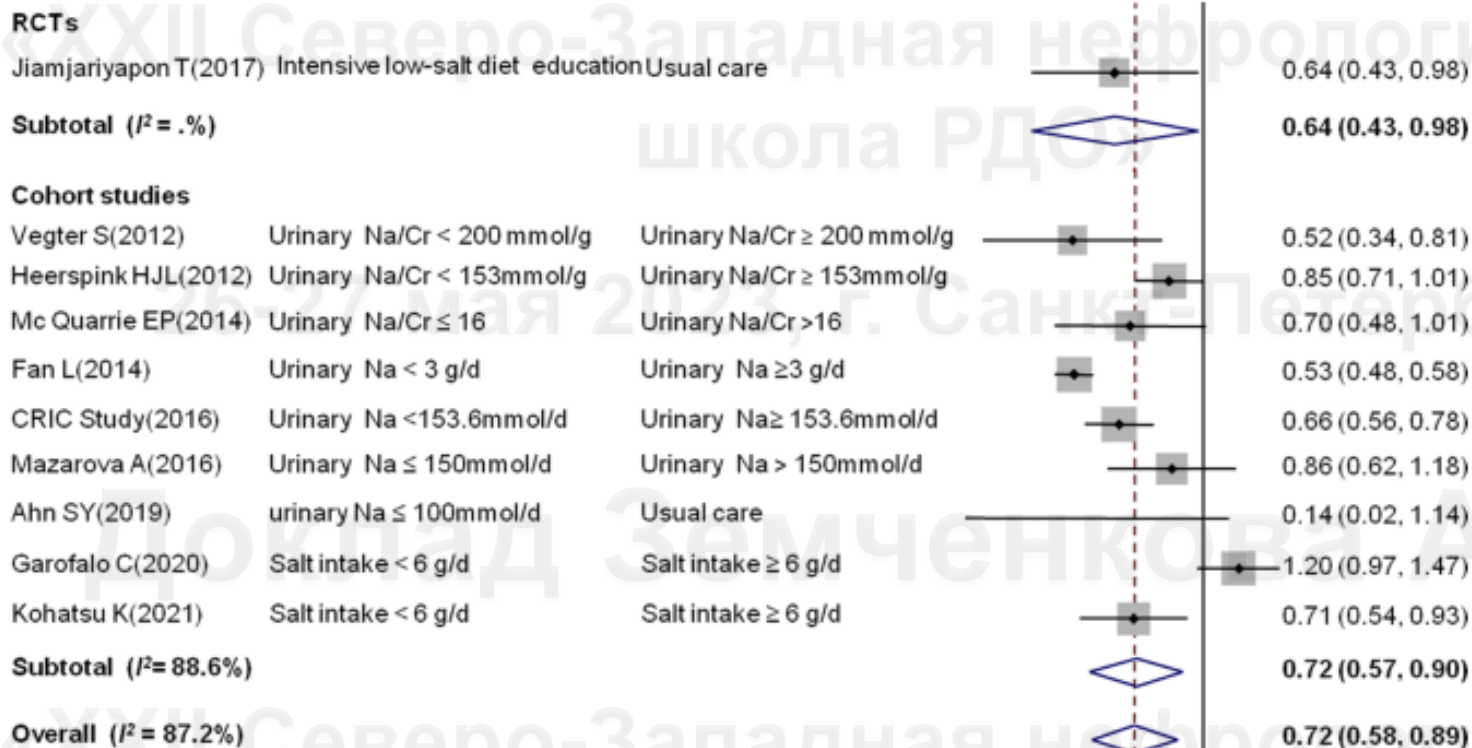 RCTs
Jiamjariyapon T(2017) Intensive low-salt diet education Usual care 0.64 (0.43, 0.98)
Subtotal (I² = .%) 0.64 (0.43, 0.98)
Cohort studies
Vegter S(2012) Urinary Na/Cr < 200 mmol/g Urinary Na/Cr ≥ 200 mmol/g 0.52 (0.34, 0.81)
Heerspink HJL(2012) Urinary Na/Cr < 153mmol/g Urinary Na/Cr ≥ 153mmol/g 0.85 (0.71, 1.01)
Mc Quarrie EP(2014) Urinary Na/Cr ≤ 16 Urinary Na/Cr >16 0.70 (0.48, 1.01)
Fan L(2014) Urinary Na < 3 g/d Urinary Na ≥3 g/d 0.53 (0.48, 0.58)
CRIC Study(2016) Urinary Na <153.6mmol/d Urinary Na≥ 153.6mmol/d 0.66 (0.56, 0.78)
Mazarova A(2016) Urinary Na ≤ 150mmol/d Urinary Na > 150mmol/d 0.86 (0.62, 1.18)
Ahn SY(2019) urinary Na ≤ 100mmol/d Usual care 0.14 (0.02, 1.14)
Garofalo C(2020) Salt intake < 6 g/d Salt intake ≥ 6 g/d 1.20 (0.97, 1.47)
Kohatsu K(2021) Salt intake < 6 g/d Salt intake ≥ 6 g/d 0.71 (0.54, 0.93)
Subtotal (I²= 88.6%) 0.72 (0.57, 0.90)
Overall (I² = 87.2%) 0.72 (0.58, 0.89)
«XXII Северо-Западная нефрологи
школа РДО»
26-27 мая 2023, г. Санкт-Петерб
Доклад Земченкова А
XXII Северо-Западная нефрологи